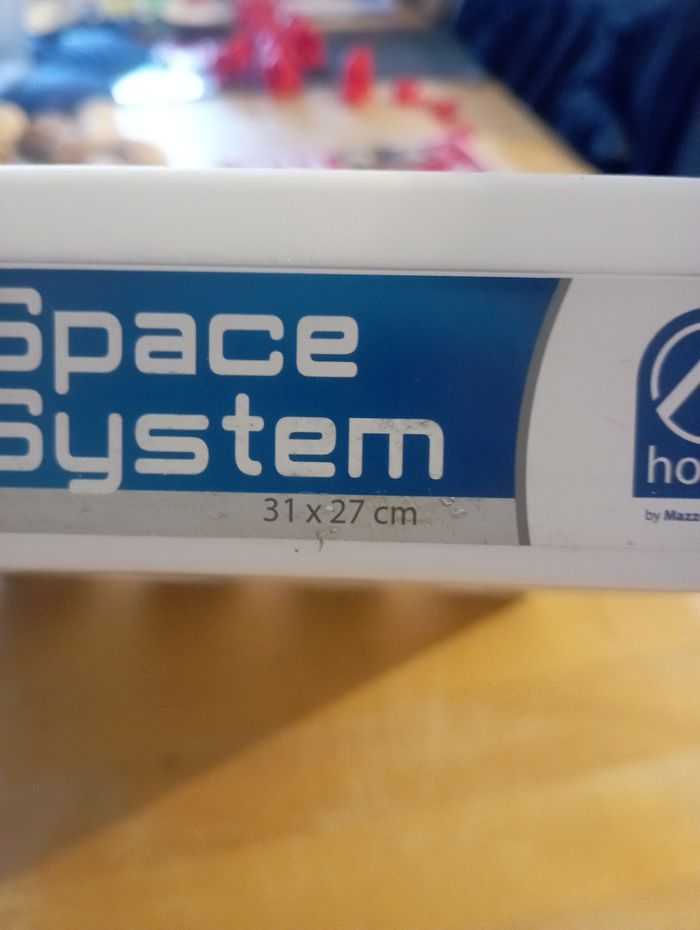 Space
System
31 x 27 cm
ho
by Mazz